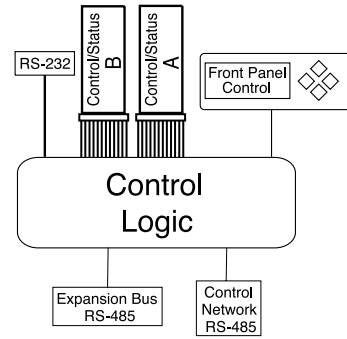 RS-232
Control/Status
B
Control/Status
A
Front Panel
Control
Control
Logic
Expansion Bus
RS-485
Control
Network
RS-485